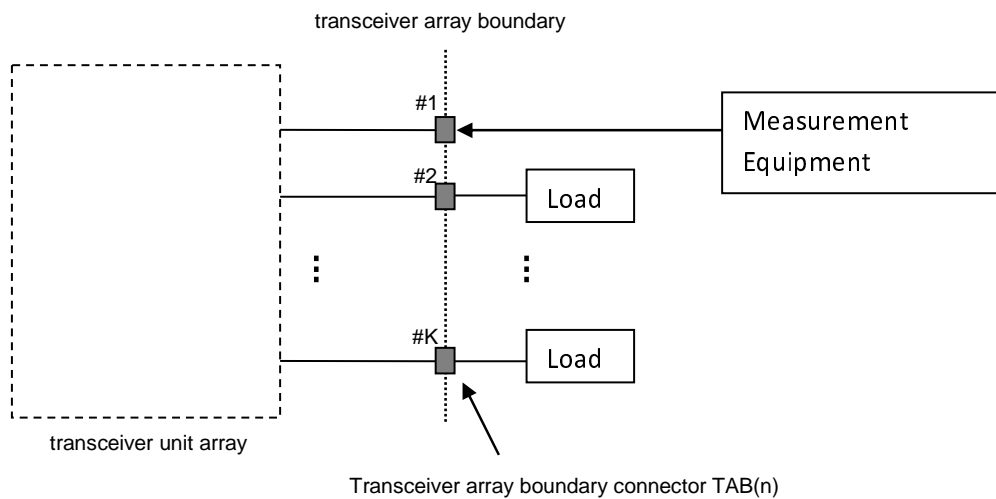 transceiver array boundary
#1
Measurement
Equipment
#2
Load
#K
Load
transceiver unit array
Transceiver array boundary connector TAB(n)